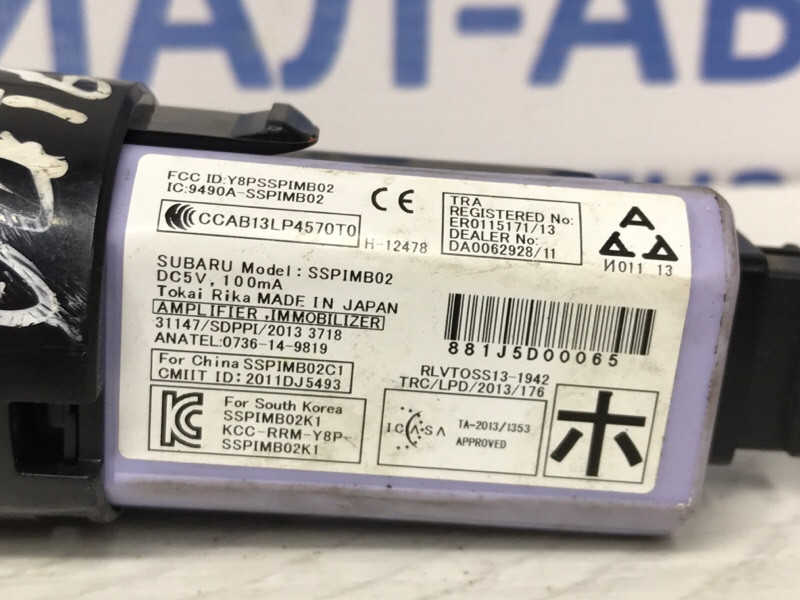 ИАЛ-АВ
FCC ID:Y8PSSPIMB02
IC:9490A-SSPIMB02
CE
CCAB13LP4570T0
H-12478
TRA
REGISTERED No:
ER0115171/13
DEALER No:
DA0062928/11
И011 13
SUBARU Model: SSPIMB02
DC5V, 100mA
Tokai Rika MADE IN JAPAN
AMPLIFIER ,IMMOBILIZER
31147/SDPPI/2013 3718
ANATEL:0736-14-9819
881J5D00065
For China SSPIMB02C1
CMIIT ID: 2011DJ5493
RLVTOSS13-1942
TRC/LPD/2013/176
For South Korea
SSPIMB02K1
KCC-RRM-Y8P-
SSPIMB02K1
ICASA
TA-2013/1353
APPROVED
ホ